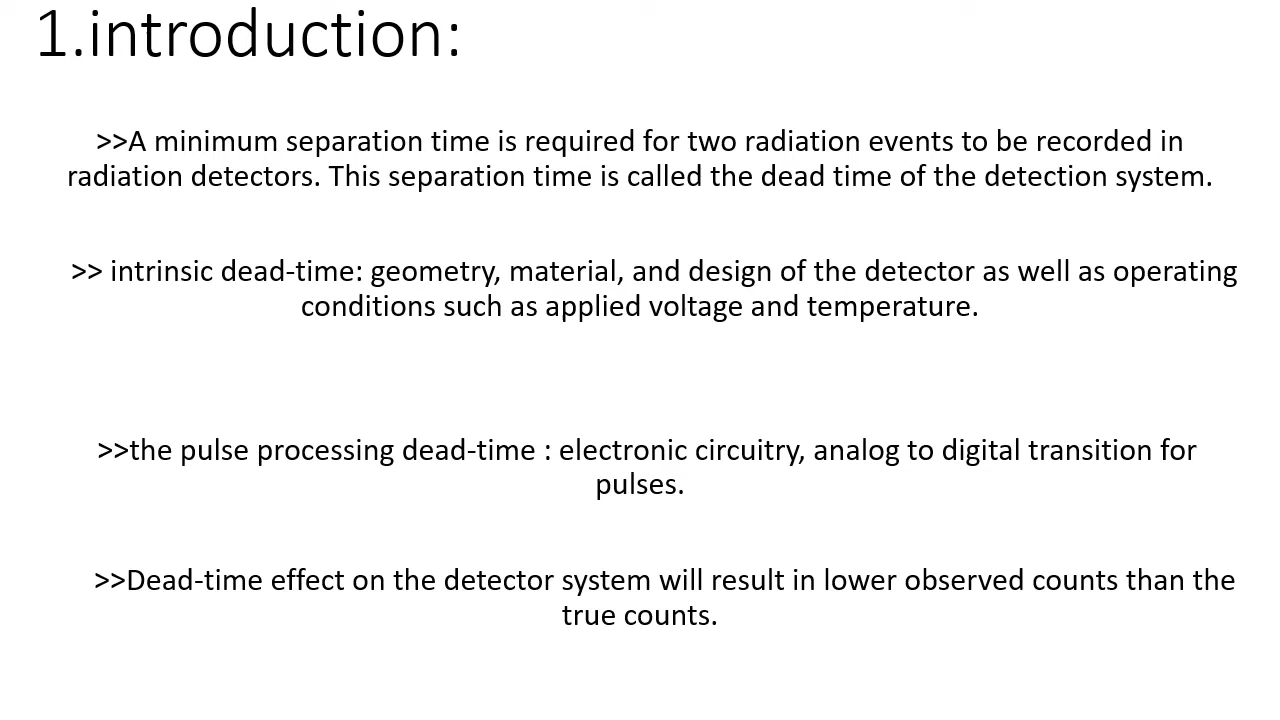 1.introduction:
>>A minimum separation time is required for two radiation events to be recorded in
radiation detectors. This separation time is called the dead time of the detection system.
>> intrinsic dead-time: geometry, material, and design of the detector as well as operating
conditions such as applied voltage and temperature.
>>the pulse processing dead-time : electronic circuitry, analog to digital transition for
pulses.
>>Dead-time effect on the detector system will result in lower observed counts than the
true counts.